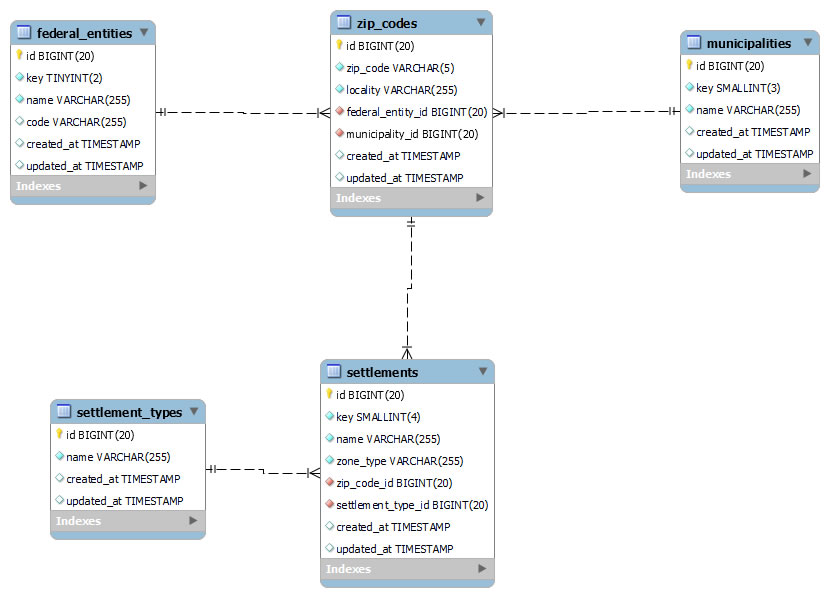 federal_entities
id BIGINT(20)
key TINYINT(2)
name VARCHAR(255)
code VARCHAR(255)
created_at TIMESTAMP
updated_at TIMESTAMP
Indexes
zip_codes
id BIGINT(20)
zip_code VARCHAR(5)
locality VARCHAR(255)
federal_entity_id BIGINT(20)
municipality_id BIGINT(20)
created_at TIMESTAMP
updated_at TIMESTAMP
Indexes
municipalities
id BIGINT(20)
key SMALLINT(3)
name VARCHAR(255)
created_at TIMESTAMP
updated_at TIMESTAMP
Indexes
settlement_types
id BIGINT(20)
name VARCHAR(255)
created_at TIMESTAMP
updated_at TIMESTAMP
Indexes
settlements
id BIGINT(20)
key SMALLINT(4)
name VARCHAR(255)
zone_type VARCHAR(255)
zip_code_id BIGINT(20)
settlement_type_id BIGINT(20)
created_at TIMESTAMP
updated_at TIMESTAMP
Indexes